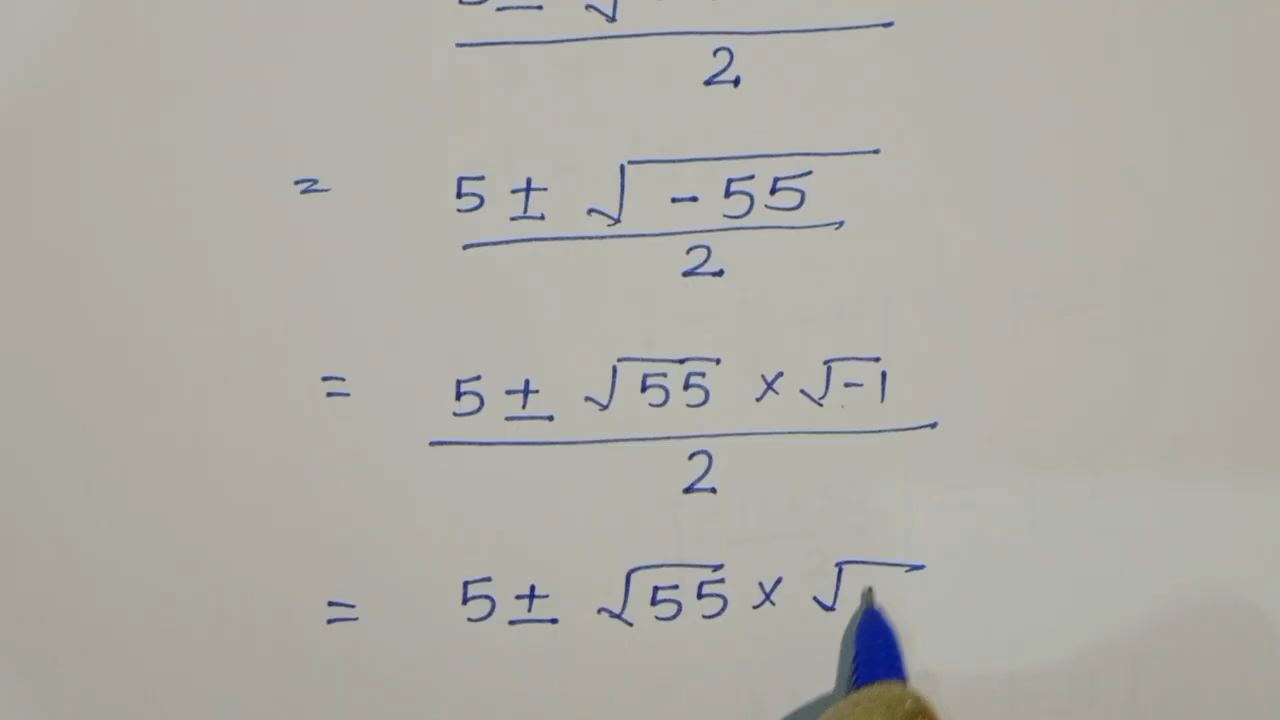 2
= 5 ± √-55
2
= 5 ± √55 × √-1
2
= 5 ± √55 × √